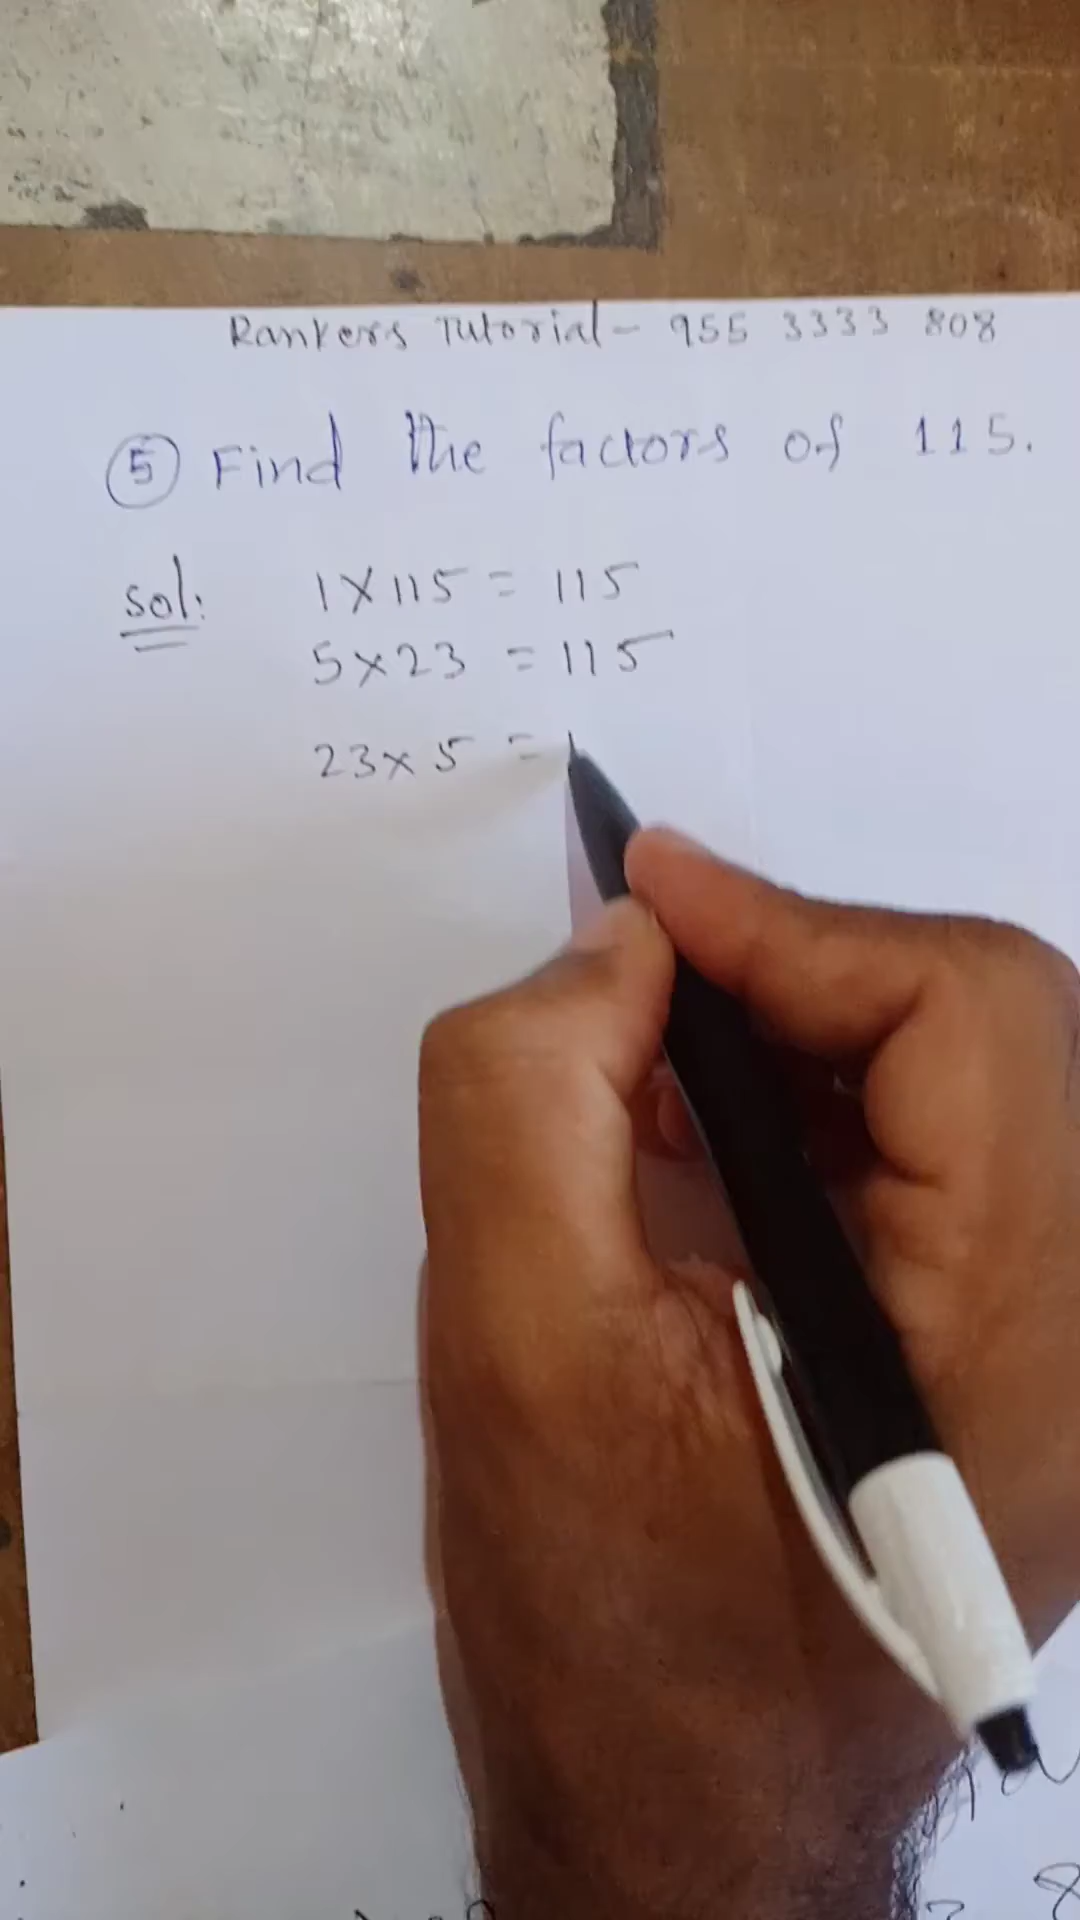 Rankers Tutorial - 955 3333 808
5 Find the factors of 115.
Sol: 1 X 115 = 115
5 x 23 = 115
23 x 5 = 1